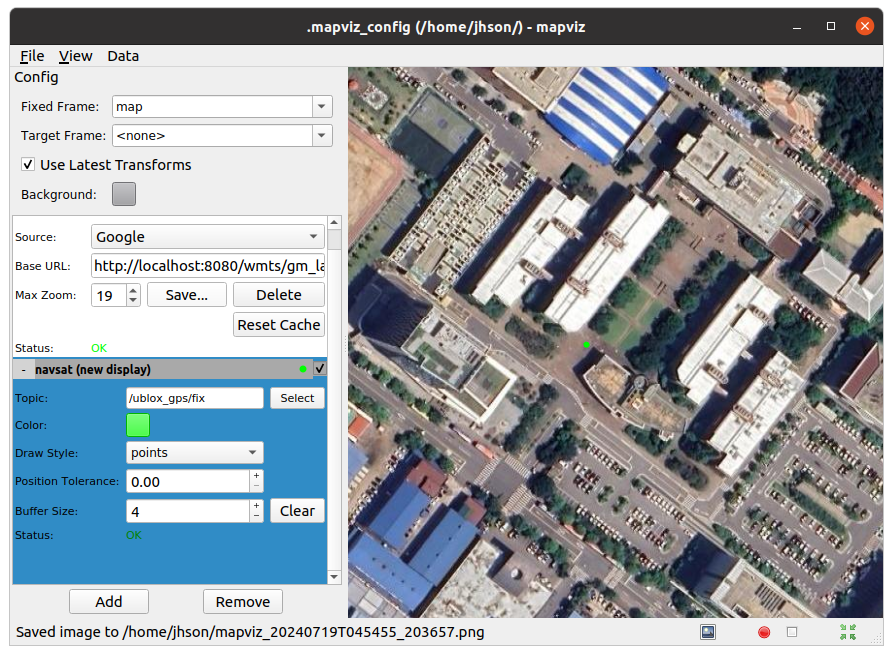 .mapviz_config (/home/jhson/) - mapviz
File View Data
Config
Fixed Frame: map
Target Frame: <none>
Use Latest Transforms
Background:
Source: Google
Base URL: http://localhost:8080/wmts/gm_la
Max Zoom: 19 Save... Delete
Reset Cache
Status: OK
- navsat (new display)
Topic: /ublox_gps/fix Select
Color:
Draw Style: points
Position Tolerance: 0.00
Buffer Size: 4 Clear
Status: OK
Add Remove
Saved image to /home/jhson/mapviz_20240719T045455_203657.png